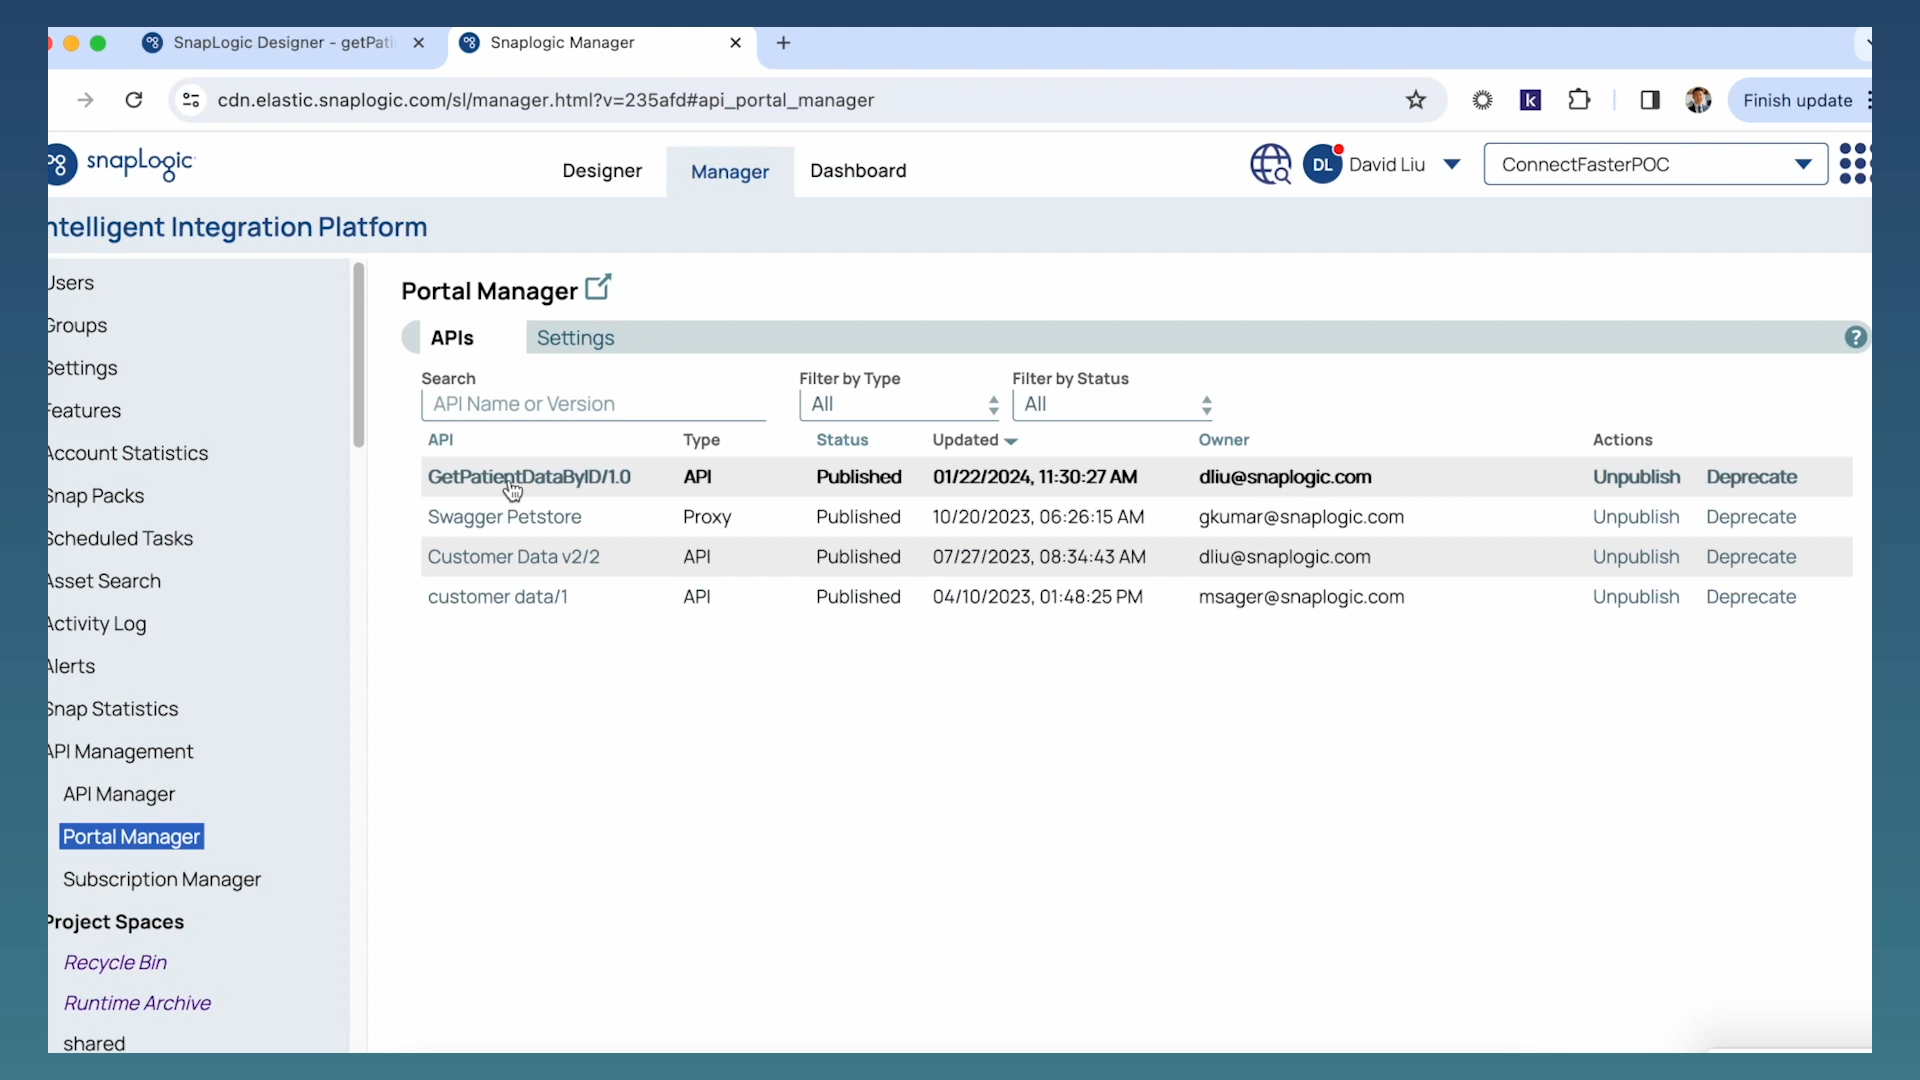 SnapLogic Designer - getPati
Snaplogic Manager
cdn.elastic.snaplogic.com/sl/manager.html?v=235afd#api_portal_manager
k
Finish update
snapLogic
Designer
Manager
Dashboard
DL
David Liu
ConnectFasterPOC
ntelligent Integration Platform
Users
Groups
Settings
Features
Account Statistics
Snap Packs
Scheduled Tasks
Asset Search
Activity Log
Alerts
Snap Statistics
API Management
API Manager
Portal Manager
Subscription Manager
Project Spaces
Recycle Bin
Runtime Archive
shared
Portal Manager
APIs
Settings
?
Search
Filter by Type
Filter by Status
API Name or Version
All
All
API Type Status Updated Owner Actions
GetPatientDataByID/1.0 API Published 01/22/2024, 11:30:27 AM dliu@snaplogic.com Unpublish Deprecate
Swagger Petstore Proxy Published 10/20/2023, 06:26:15 AM gkumar@snaplogic.com Unpublish Deprecate
Customer Data v2/2 API Published 07/27/2023, 08:34:43 AM dliu@snaplogic.com Unpublish Deprecate
customer data/1 API Published 04/10/2023, 01:48:25 PM msager@snaplogic.com Unpublish Deprecate